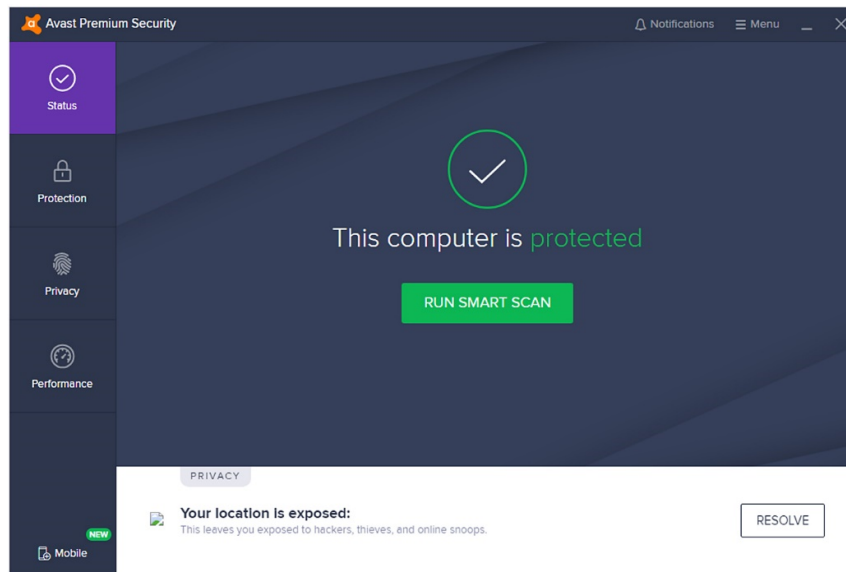 Avast Premium Security
Notifications
Menu
Status
Protection
Privacy
Performance
NEW
Mobile
This computer is protected
RUN SMART SCAN
PRIVACY
Your location is exposed:
This leaves you exposed to hackers, thieves, and online snoops.
RESOLVE